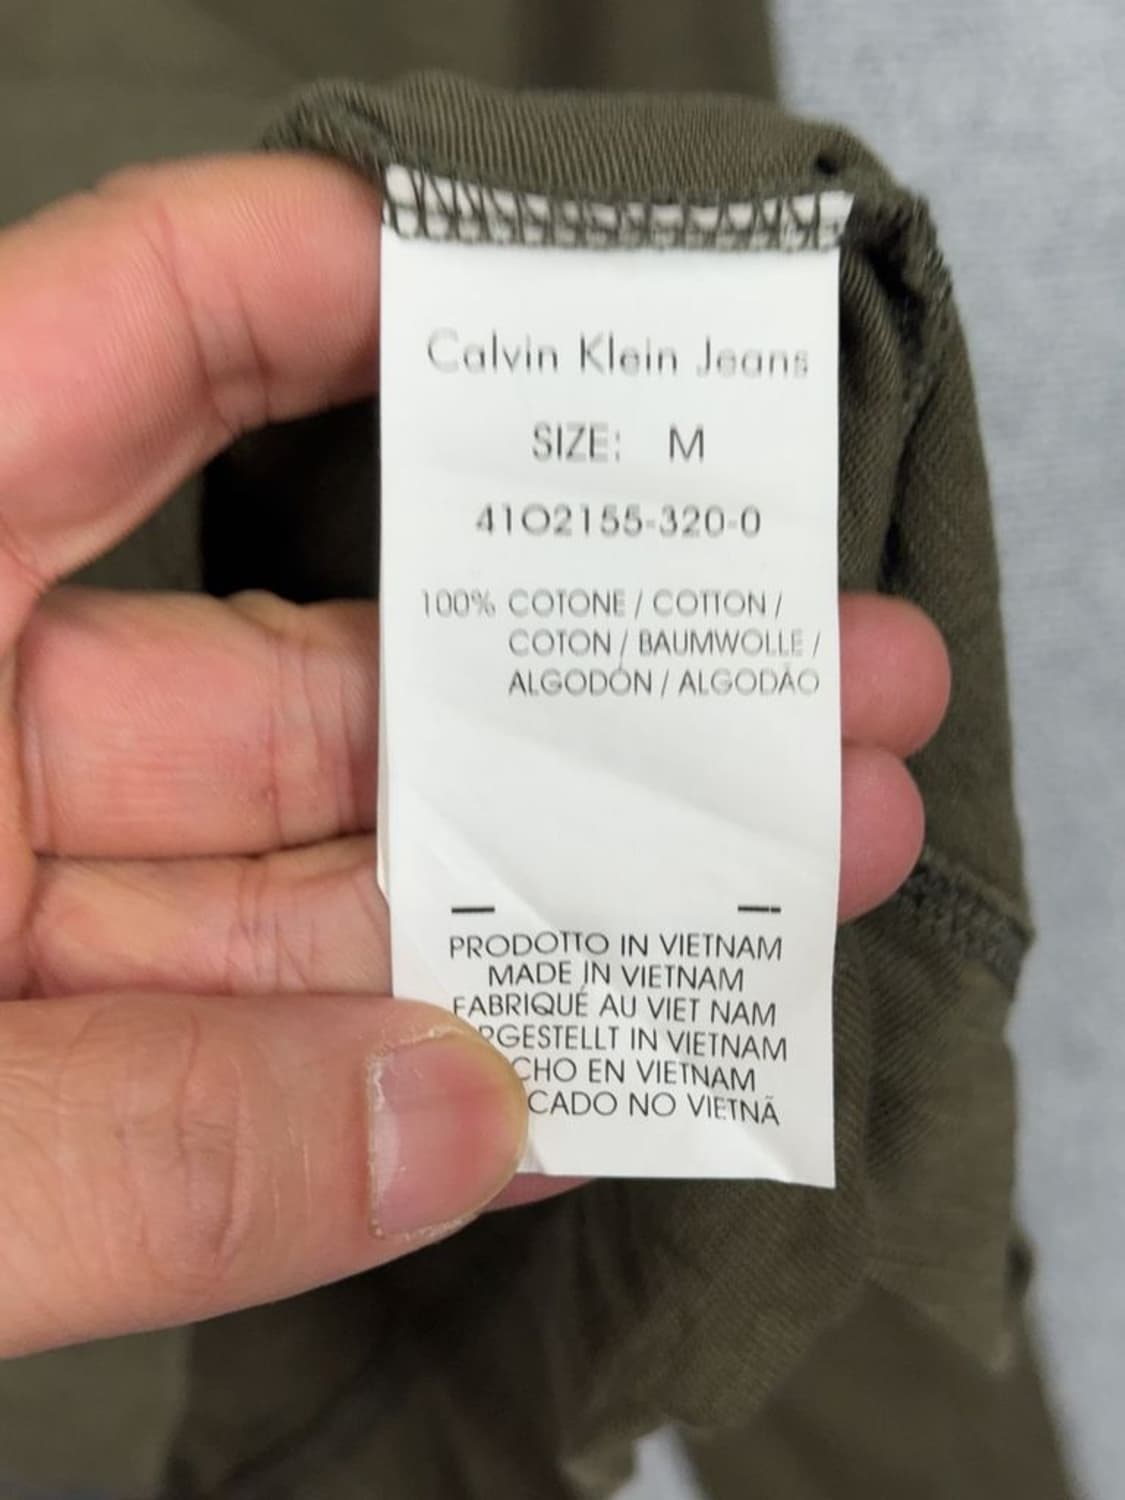 Calvin Klein Jeans
SIZE: M
41O2155-320-0
100% COTONE / COTTON /
COTON / BAUMWOLLE /
ALGODÓN / ALGODÃO
PRODOTTO IN VIETNAM
MADE IN VIETNAM
FABRIQUÉ AU VIET NAM
RGESTELLT IN VIETNAM
CHO EN VIETNAM
CADO NO VIETNÃ